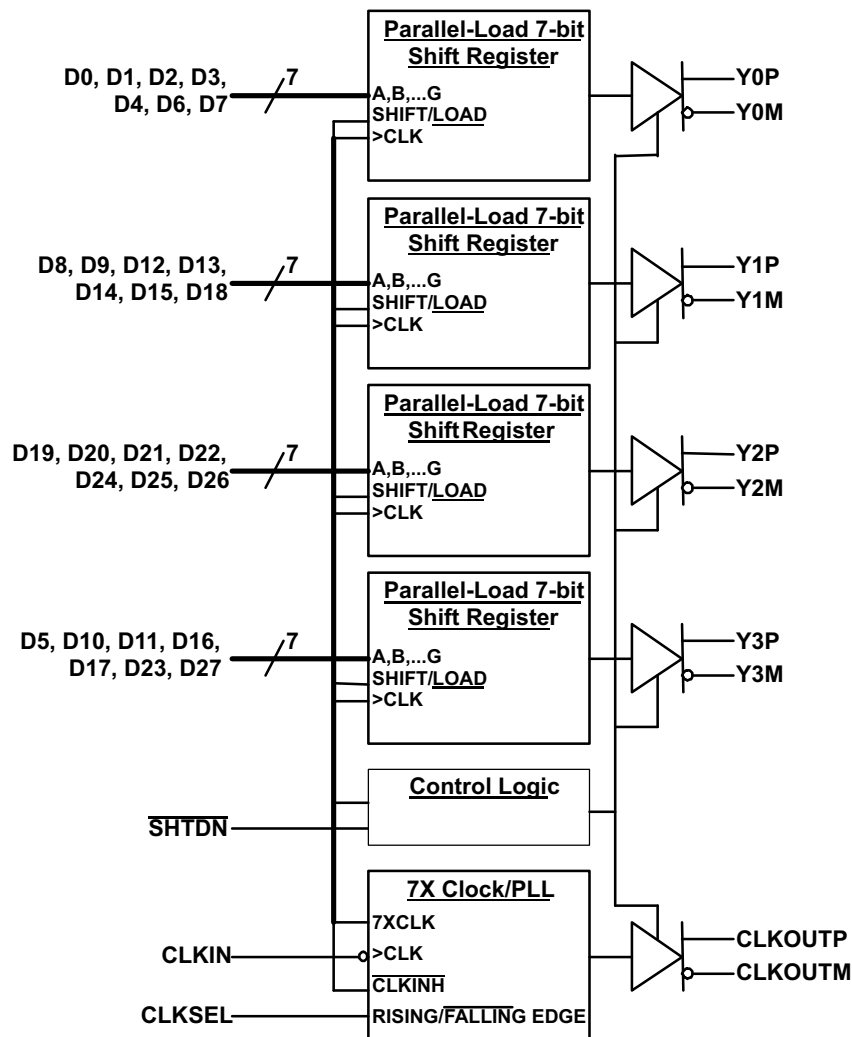 Parallel-Load 7-bit
Shift Register
D0, D1, D2, D3,
D4, D6, D7
7
A,B,...G
SHIFT/LOAD
>CLK
Y0P
Y0M
Parallel-Load 7-bit
Shift Register
D8, D9, D12, D13,
D14, D15, D18
7
A,B,...G
SHIFT/LOAD
>CLK
Y1P
Y1M
Parallel-Load 7-bit
Shift Register
D19, D20, D21, D22,
D24, D25, D26
7
A,B,...G
SHIFT/LOAD
>CLK
Y2P
Y2M
Parallel-Load 7-bit
Shift Register
D5, D10, D11, D16,
D17, D23, D27
7
A,B,...G
SHIFT/LOAD
>CLK
Y3P
Y3M
Control Logic
SHTDN
7X Clock/PLL
7XCLK
CLKIN
>CLK
CLKINH
CLKSEL
RISING/FALLING EDGE
CLKOUTP
CLKOUTM